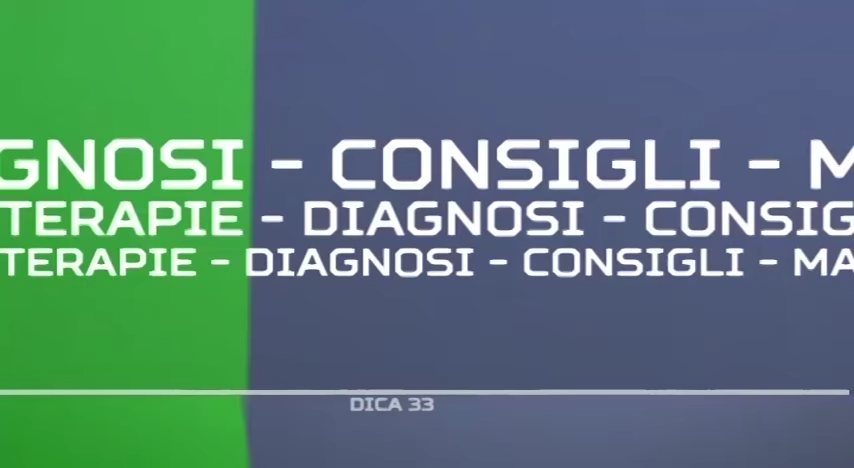 GNOSI - CONSIGLI - M
TERAPIE - DIAGNOSI - CONSIG
TERAPIE - DIAGNOSI - CONSIGLI - MA
DICA 33